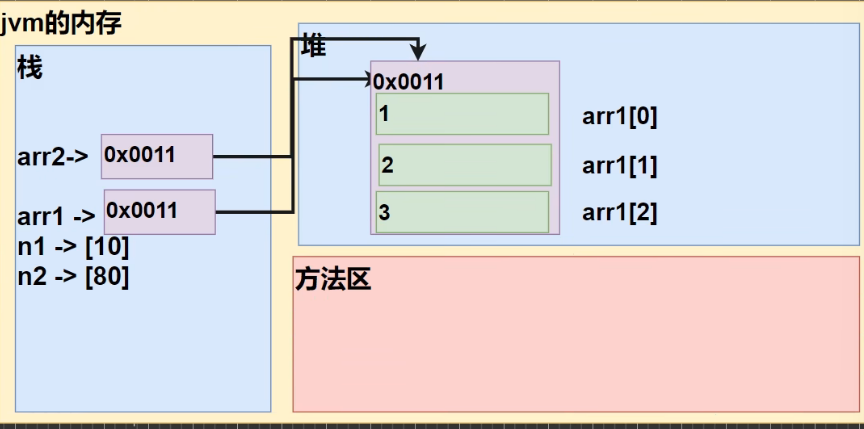 jvm的内存
栈
arr2-> 0x0011
arr1 -> 0x0011
n1 -> [10]
n2 -> [80]
堆
0x0011
1 arr1[0]
2 arr1[1]
3 arr1[2]
方法区